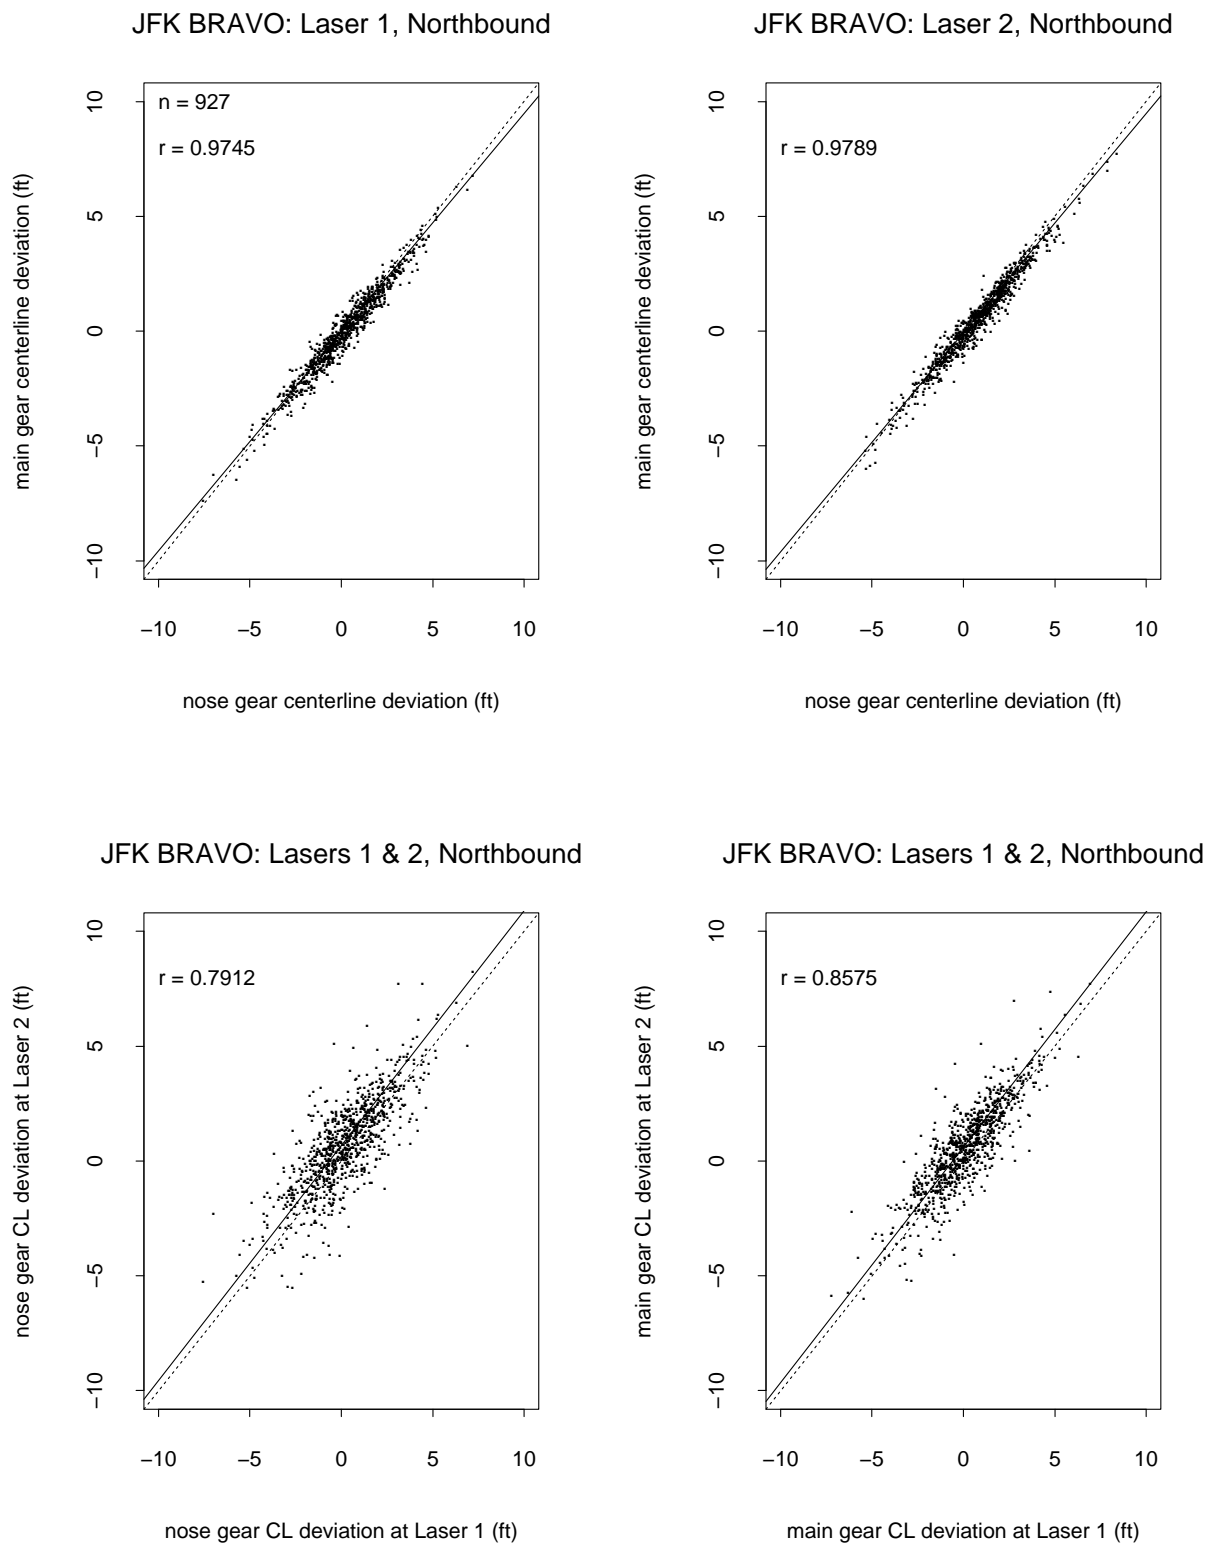 JFK BRAVO: Laser 1, Northbound
n = 927
r = 0.9745
main gear centerline deviation (ft)
10
5
0
−5
−10
−10 −5 0 5 10
nose gear centerline deviation (ft)
JFK BRAVO: Laser 2, Northbound
r = 0.9789
main gear centerline deviation (ft)
10
5
0
−5
−10
−10 −5 0 5 10
nose gear centerline deviation (ft)
JFK BRAVO: Lasers 1 & 2, Northbound
r = 0.7912
nose gear CL deviation at Laser 2 (ft)
10
5
0
−5
−10
−10 −5 0 5 10
nose gear CL deviation at Laser 1 (ft)
JFK BRAVO: Lasers 1 & 2, Northbound
r = 0.8575
main gear CL deviation at Laser 2 (ft)
10
5
0
−5
−10
−10 −5 0 5 10
main gear CL deviation at Laser 1 (ft)